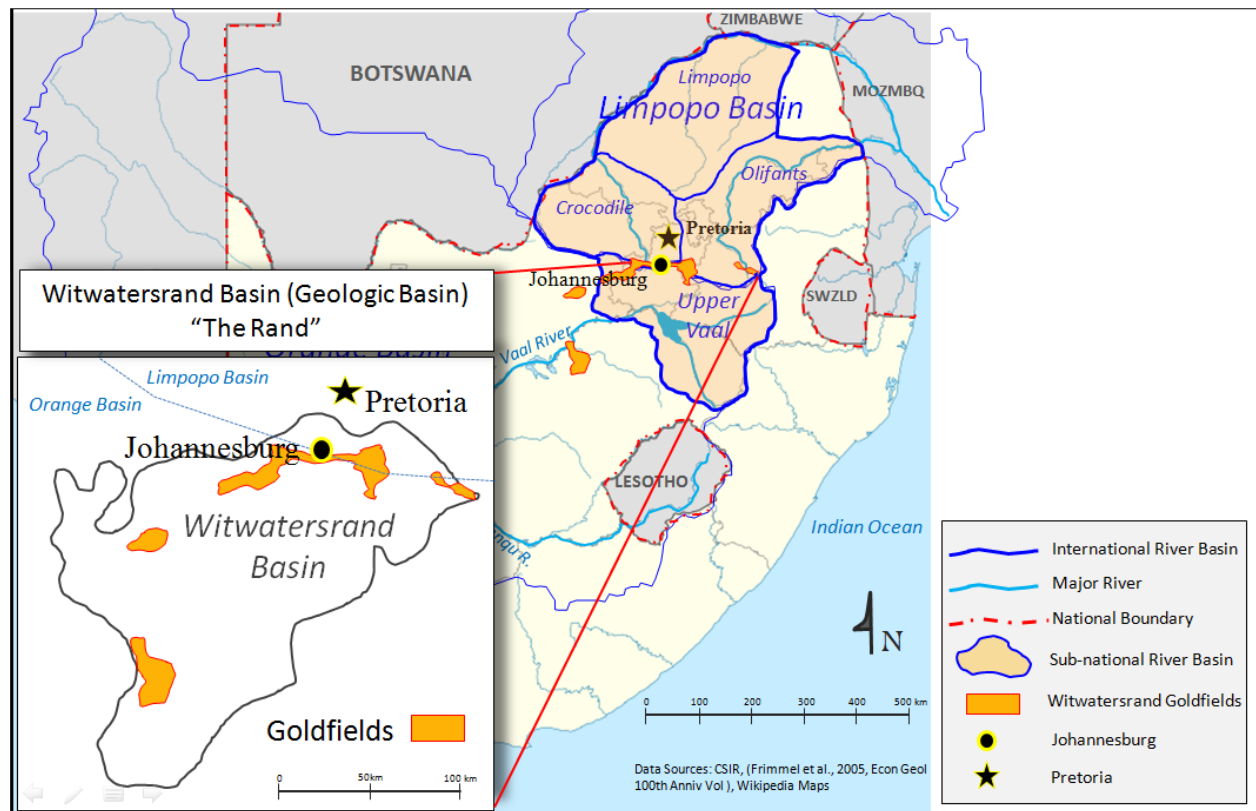 ZIMBABWE
BOTSWANA
Limpopo
Limpopo Basin
MOZMBQ
Olifants
Crocodile
Pretoria
Johannesburg
SWZLD
Upper
Vaal
Vaal River
Witwatersrand Basin (Geologic Basin)
“The Rand”
Orange Basin
Limpopo Basin
Orange Basin
Pretoria
Johannesburg
Witwatersrand
Basin
Goldfields
0 50km 100 km
LESOTHO
Indian Ocean
N
0 100 200 300 400 500 km
Data Sources: CSIR, (Frimmel et al., 2005, Econ Geol
100th Anniv Vol ), Wikipedia Maps
International River Basin
Major River
National Boundary
Sub-national River Basin
Witwatersrand Goldfields
Johannesburg
Pretoria